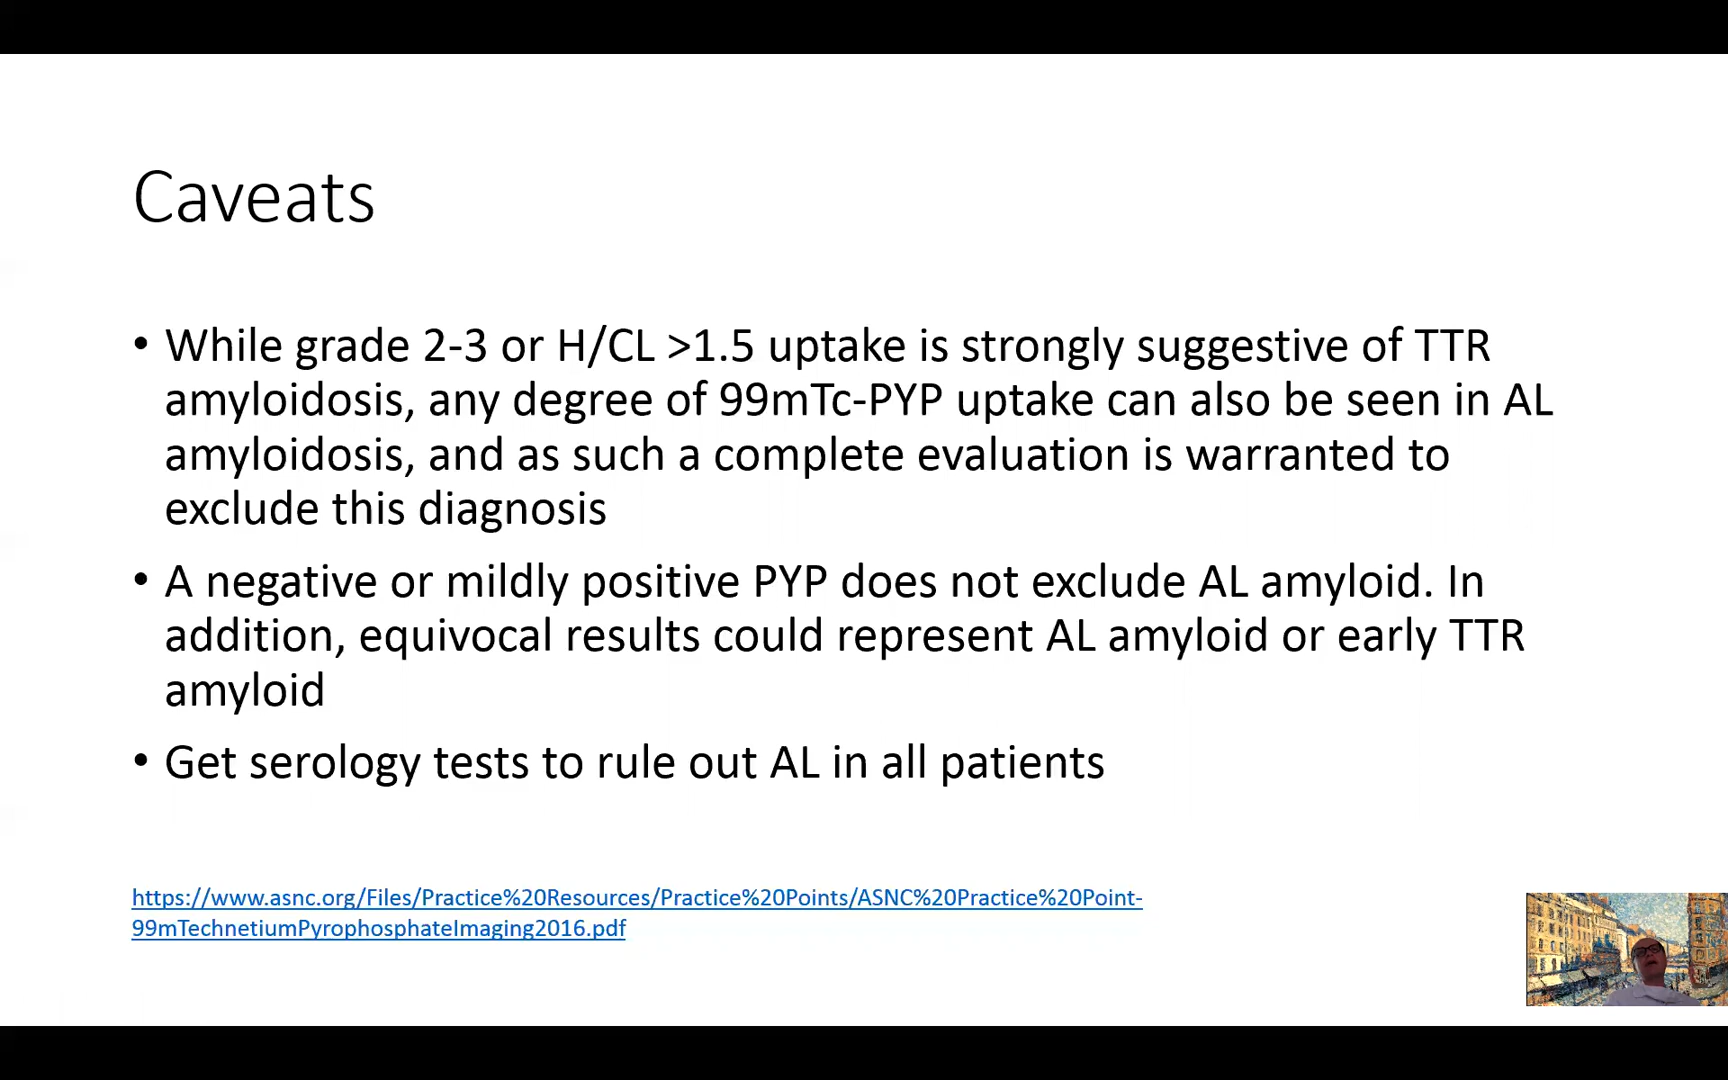 Caveats
• While grade 2-3 or H/CL >1.5 uptake is strongly suggestive of TTR
amyloidosis, any degree of 99mTc-PYP uptake can also be seen in AL
amyloidosis, and as such a complete evaluation is warranted to
exclude this diagnosis
• A negative or mildly positive PYP does not exclude AL amyloid. In
addition, equivocal results could represent AL amyloid or early TTR
amyloid
• Get serology tests to rule out AL in all patients
https://www.asnc.org/Files/Practice%20Resources/Practice%20Points/ASNC%20Practice%20Point-
99mTechnetiumPyrophosphateImaging2016.pdf